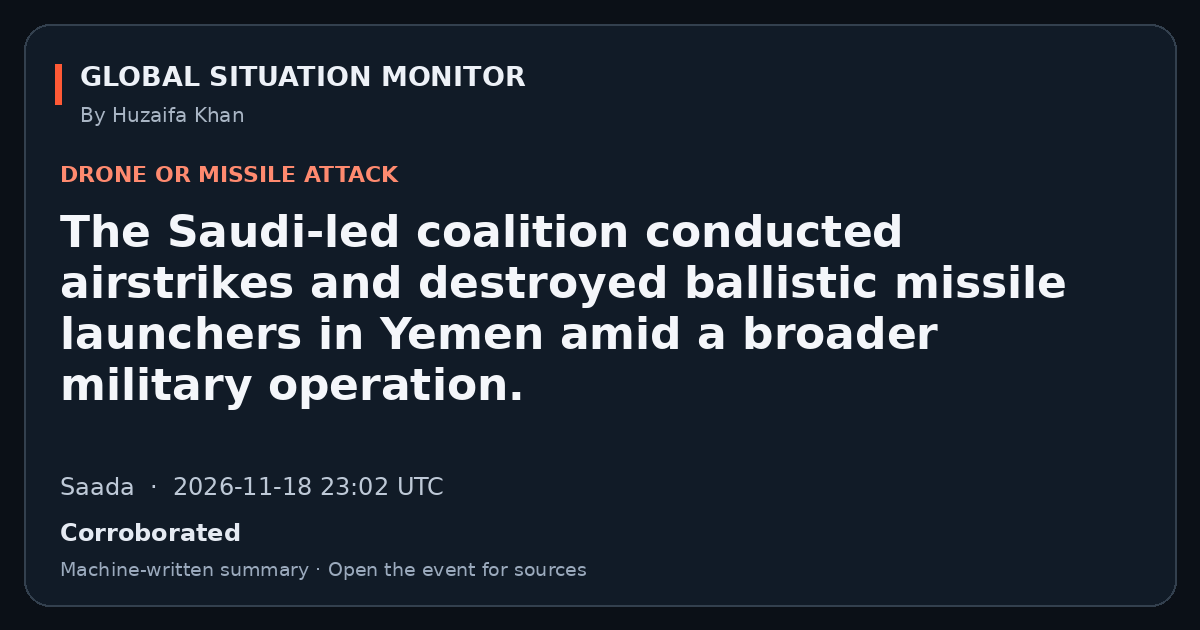 GLOBAL SITUATION MONITOR
By Huzaifa Khan
DRONE OR MISSILE ATTACK
The Saudi-led coalition conducted
airstrikes and destroyed ballistic missile
launchers in Yemen amid a broader
military operation.
Saada · 2026-11-18 23:02 UTC
Corroborated
Machine-written summary · Open the event for sources